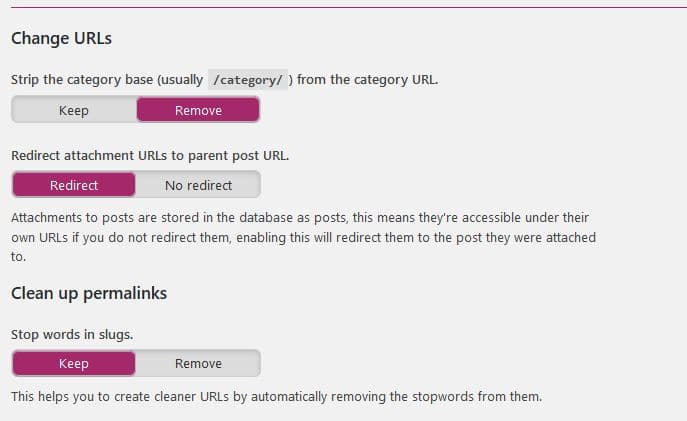 Change URLs
Strip the category base (usually /category/ ) from the category URL.
Keep Remove
Redirect attachment URLs to parent post URL.
Redirect No redirect
Attachments to posts are stored in the database as posts, this means they're accessible under their
own URLs if you do not redirect them, enabling this will redirect them to the post they were attached
to.
Clean up permalinks
Stop words in slugs.
Keep Remove
This helps you to create cleaner URLs by automatically removing the stopwords from them.